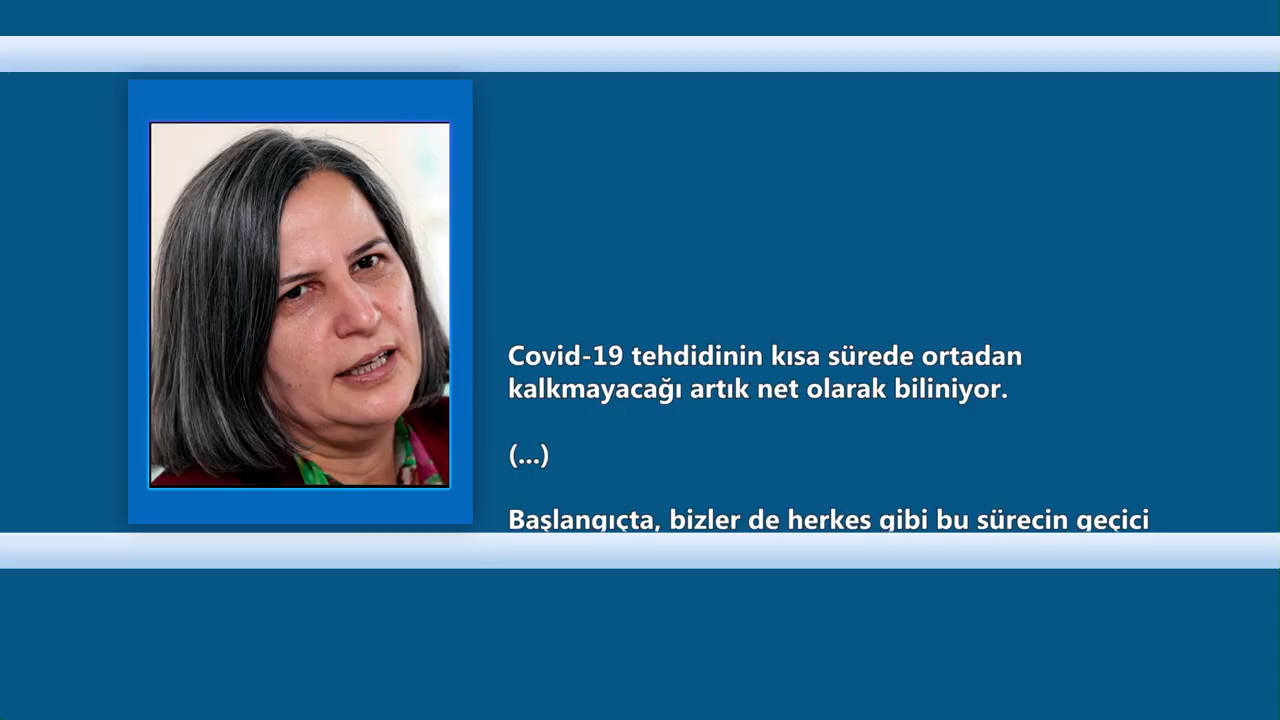 Covid-19 tehdidinin kısa sürede ortadan
kalkmayacağı artık net olarak biliniyor.
(...)
Başlangıçta, bizler de herkes gibi bu sürecin geçici